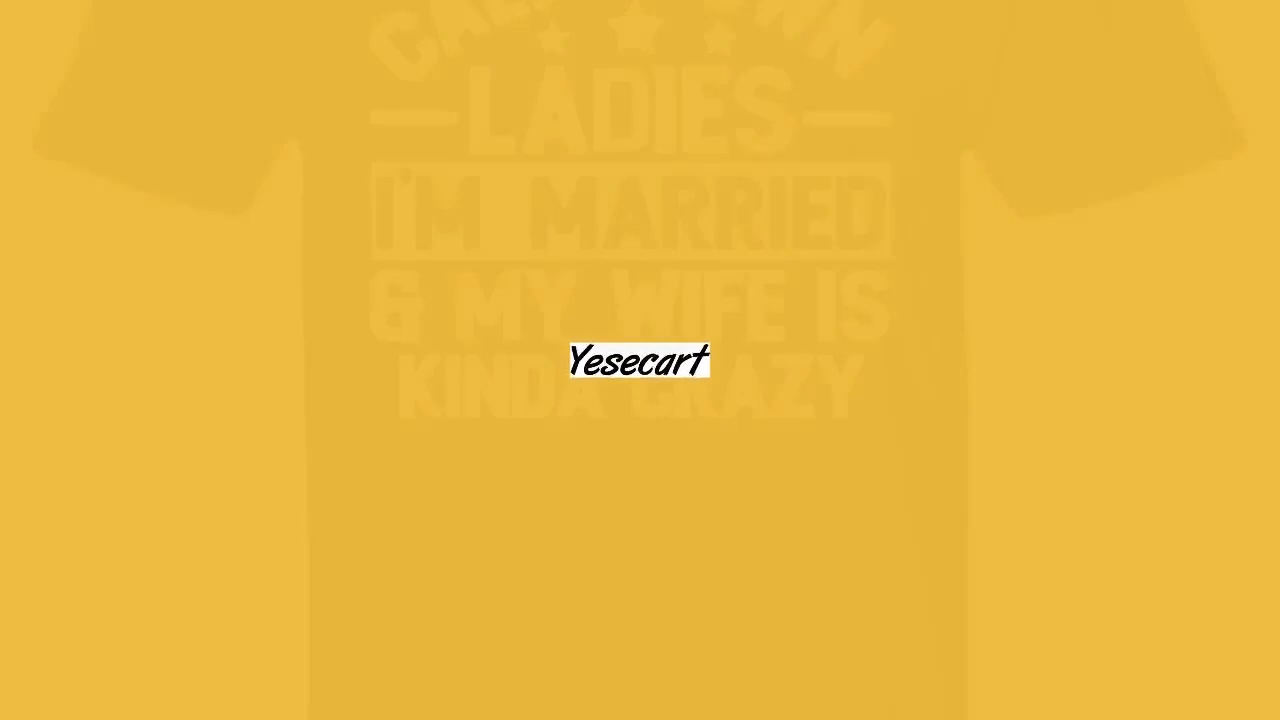 LADIES
I'M MARRIED
& MY WIFE IS
KINDA CRAZY
Yesecart